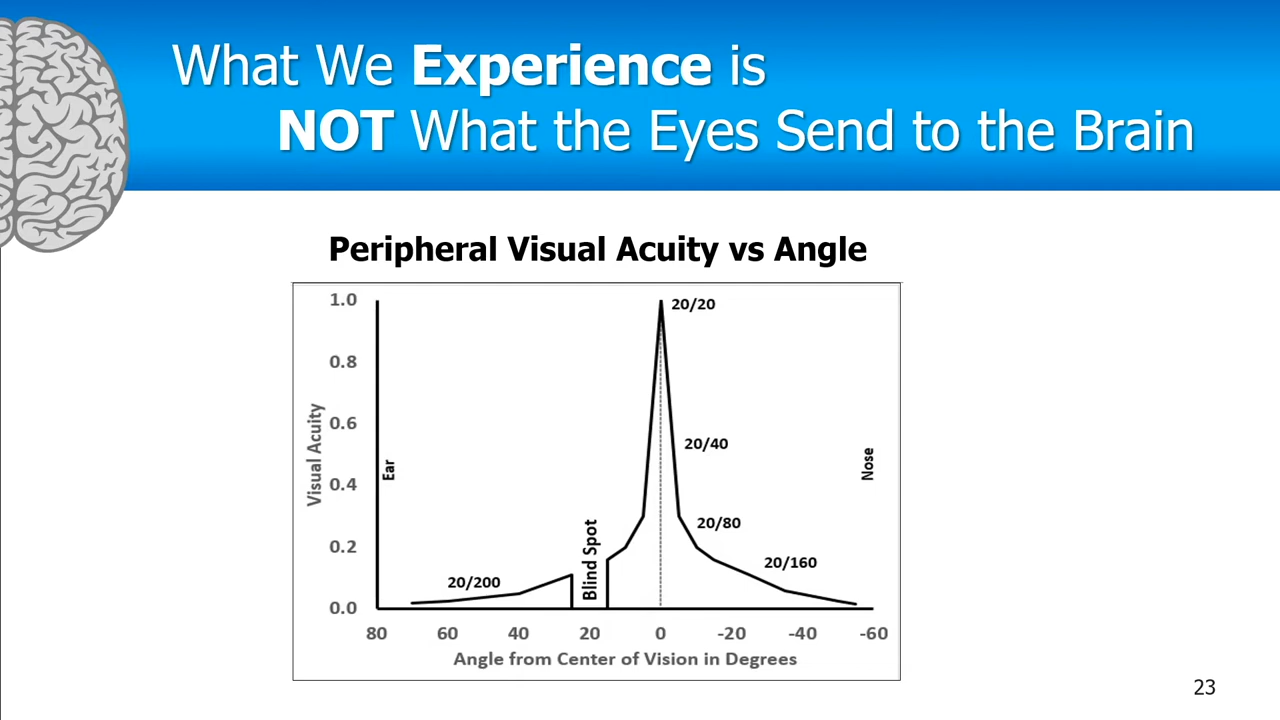 What We Experience is
NOT What the Eyes Send to the Brain
Peripheral Visual Acuity vs Angle
1.0
0.8
0.6
0.4
0.2
0.0
Visual Acuity
Ear
Nose
20/20
20/40
20/80
20/160
20/200
Blind Spot
80 60 40 20 0 -20 -40 -60
Angle from Center of Vision in Degrees
23